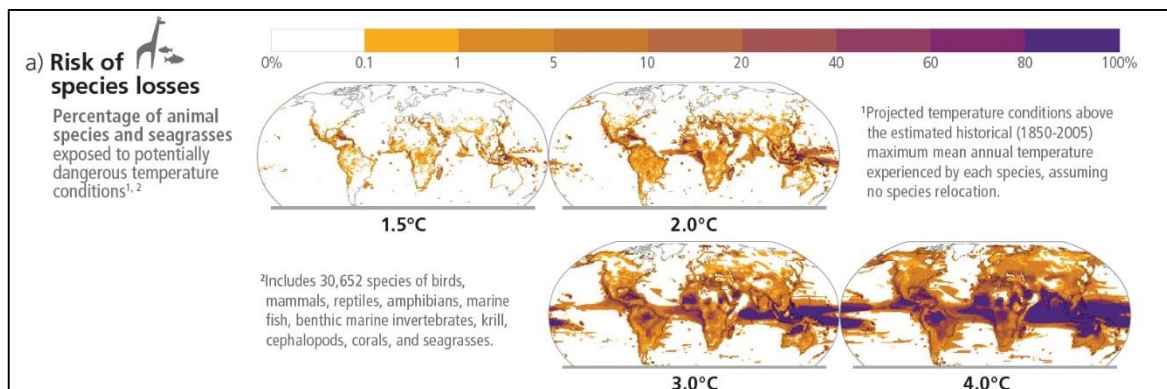 a) Risk of
species losses
Percentage of animal
species and seagrasses
exposed to potentially
dangerous temperature
conditions1, 2
0% 0.1 1 5 10 20 40 60 80 100%
1Projected temperature conditions above
the estimated historical (1850-2005)
maximum mean annual temperature
experienced by each species, assuming
no species relocation.
1.5°C 2.0°C
2Includes 30,652 species of birds,
mammals, reptiles, amphibians, marine
fish, benthic marine invertebrates, krill,
cephalopods, corals, and seagrasses.
3.0°C 4.0°C